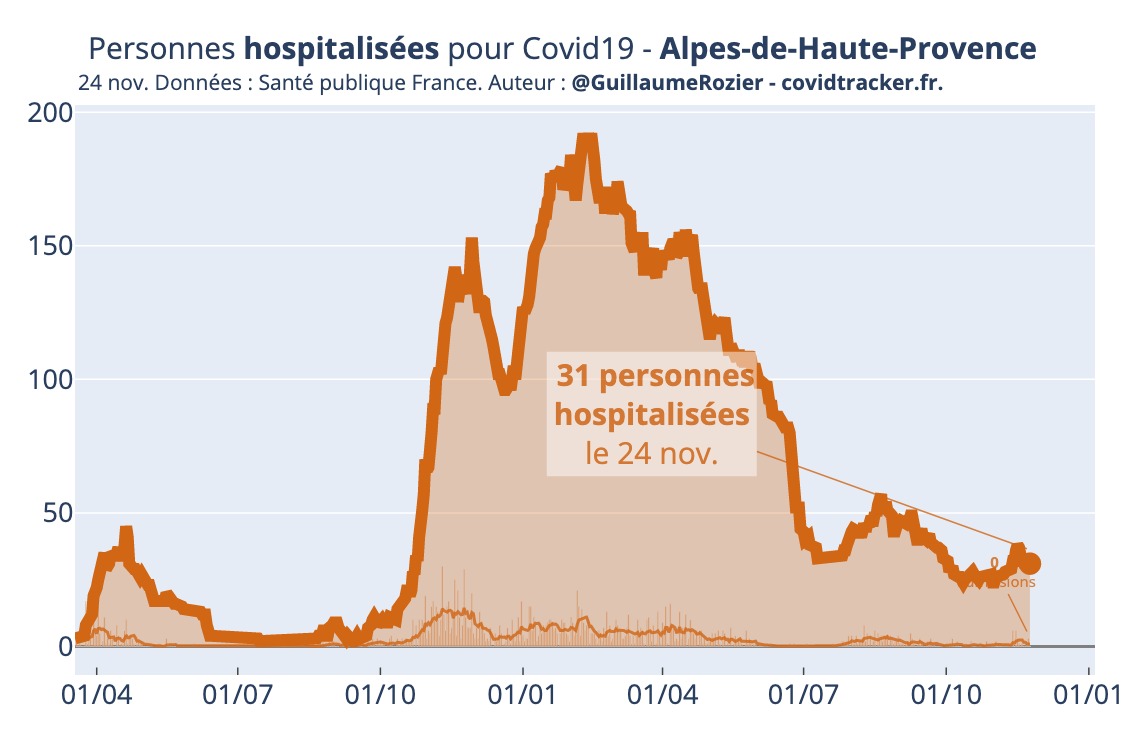 Personnes hospitalisées pour Covid19 - Alpes-de-Haute-Provence
24 nov. Données : Santé publique France. Auteur : @GuillaumeRozier - covidtracker.fr.
200
150
100
50
0
31 personnes
hospitalisées
le 24 nov.
0
01/04 01/07 01/10 01/01 01/04 01/07 01/10 01/01